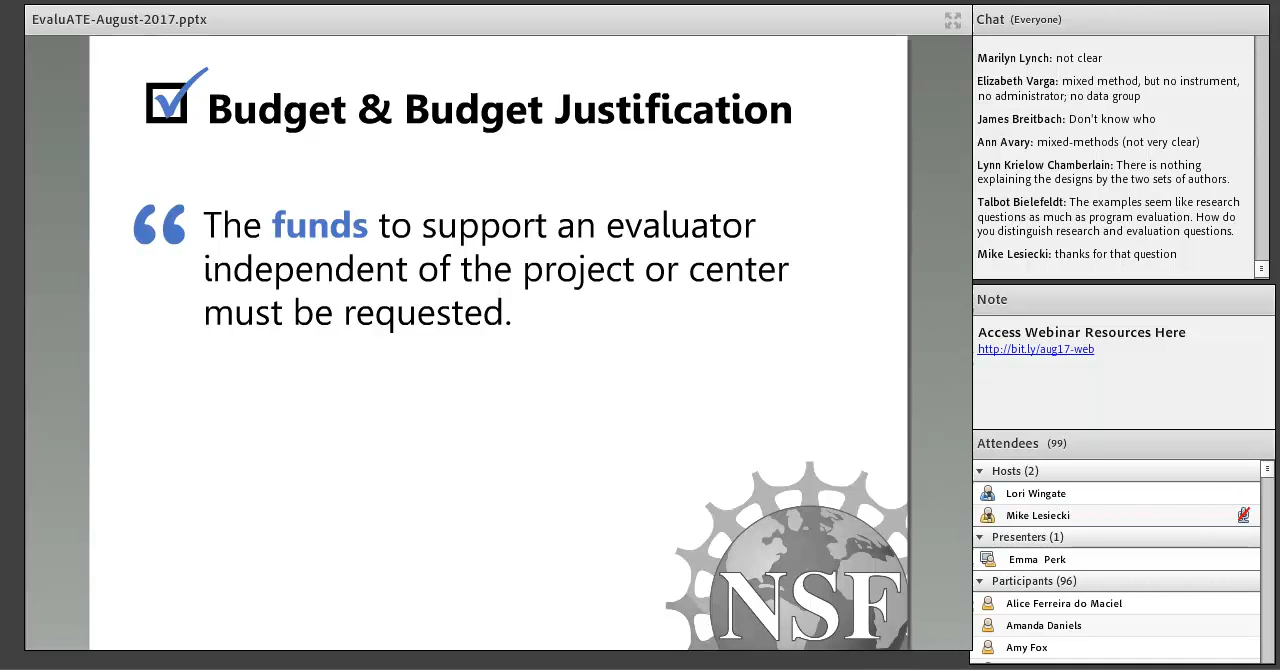 EvaluATE-August-2017.pptx
Budget & Budget Justification
“ The funds to support an evaluator
independent of the project or center
must be requested.
NSF
Chat (Everyone)
Marilyn Lynch: not clear
Elizabeth Varga: mixed method, but no instrument,
no administrator; no data group
James Breitbach: Don't know who
Ann Avary: mixed-methods (not very clear)
Lynn Krielow Chamberlain: There is nothing
explaining the designs by the two sets of authors.
Talbot Bielefeldt: The examples seem like research
questions as much as program evaluation. How do
you distinguish research and evaluation questions.
Mike Lesiecki: thanks for that question
Note
Access Webinar Resources Here
http://bit.ly/aug17-web
Attendees (99)
Hosts (2)
Lori Wingate
Mike Lesiecki
Presenters (1)
Emma Perk
Participants (96)
Alice Ferreira do Maciel
Amanda Daniels
Amy Fox